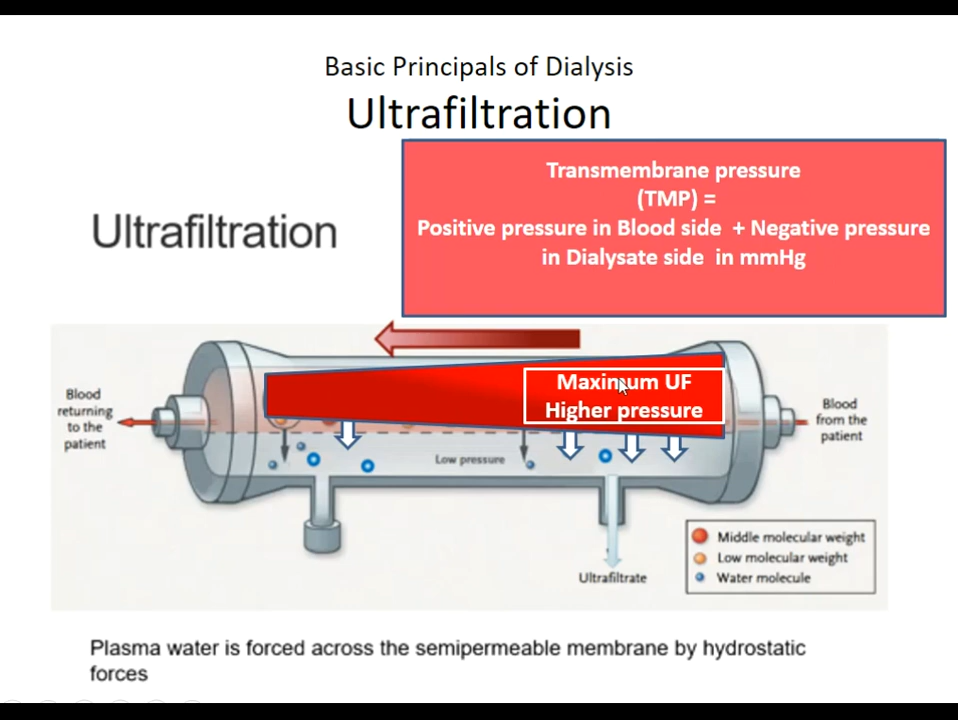 Basic Principals of Dialysis
Ultrafiltration
Transmembrane pressure
(TMP) =
Positive pressure in Blood side + Negative pressure
in Dialysate side in mmHg
Ultrafiltration
Maximum UF
Higher pressure
Blood
returning
to the
patient
Blood
from the
patient
Low pressure
Ultrafiltrate
Middle molecular weight
Low molecular weight
Water molecule
Plasma water is forced across the semipermeable membrane by hydrostatic
forces